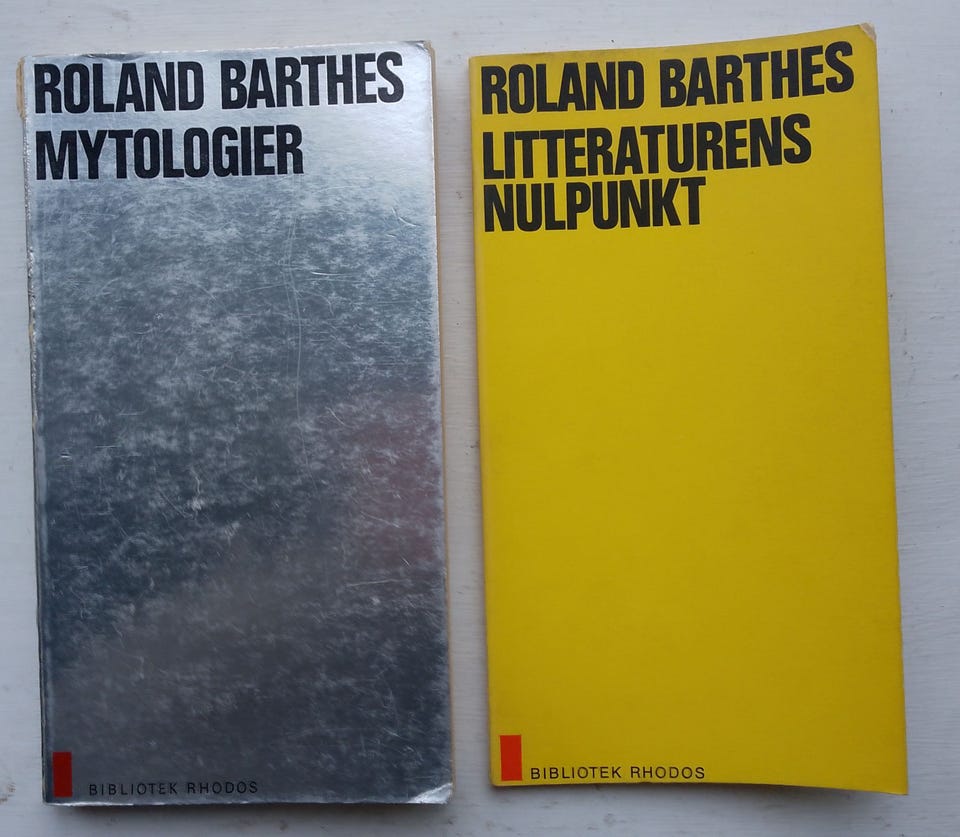 ROLAND BARTHES
MYTOLOGIER
BIBLIOTEK RHODOS
ROLAND BARTHES
LITTERATURENS
NULPUNKT
BIBLIOTEK RHODOS